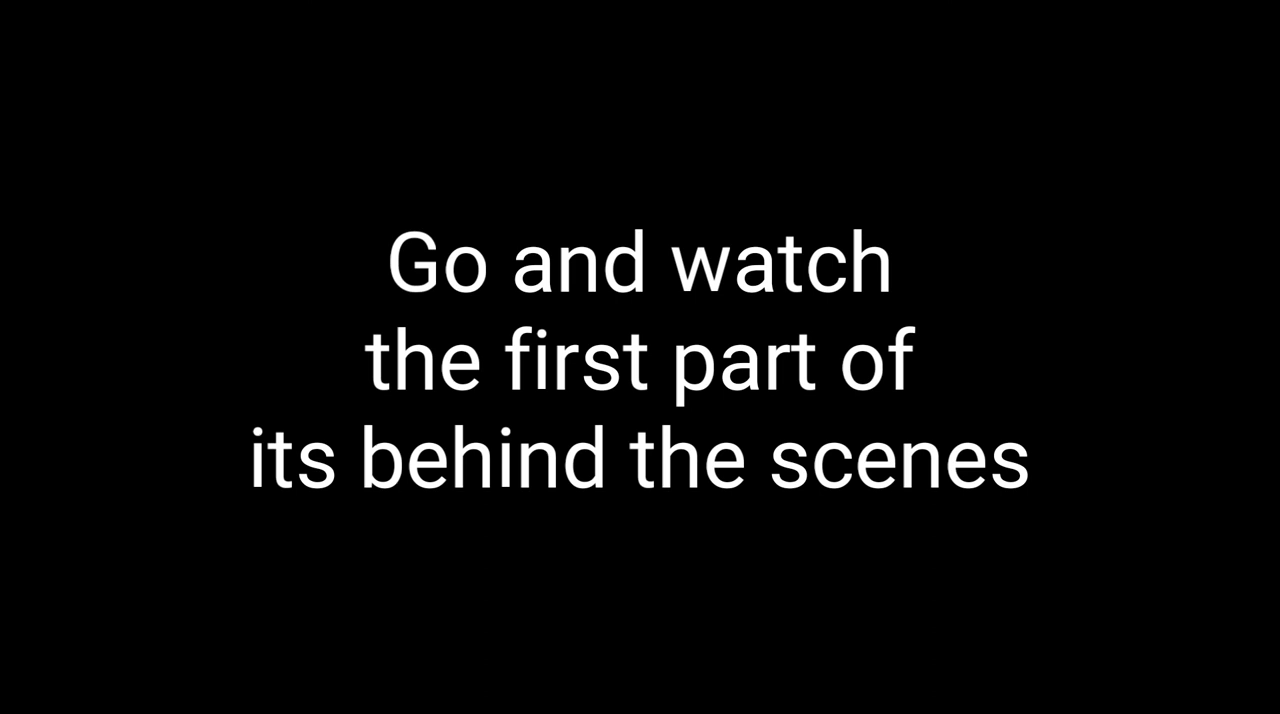 Go and watch
the first part of
its behind the scenes